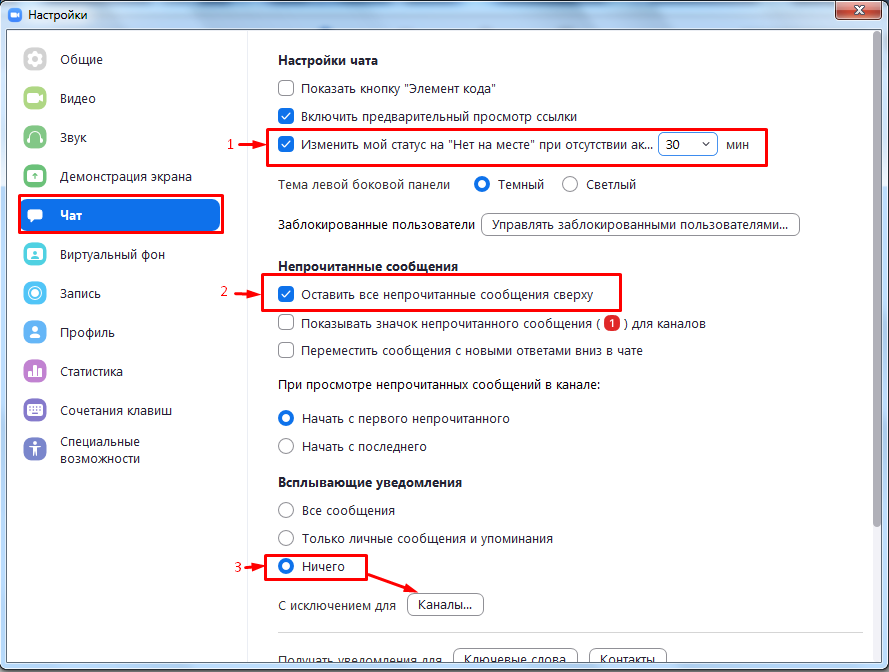 Настройки
Общие
Видео
Звук
Демонстрация экрана
Чат
Виртуальный фон
Запись
Профиль
Статистика
Сочетания клавиш
Специальные
возможности
Настройки чата
Показать кнопку "Элемент кода"
Включить предварительный просмотр ссылки
1 Изменить мой статус на "Нет на месте" при отсутствии ак... 30 мин
Тема левой боковой панели Темный Светлый
Заблокированные пользователи Управлять заблокированными пользователями...
Непрочитанные сообщения
2 Оставить все непрочитанные сообщения сверху
Показывать значок непрочитанного сообщения ( 1 ) для каналов
Переместить сообщения с новыми ответами вниз в чате
При просмотре непрочитанных сообщений в канале:
Начать с первого непрочитанного
Начать с последнего
Всплывающие уведомления
Все сообщения
Только личные сообщения и упоминания
3 Ничего
С исключением для Каналы...
Получать уведомления для Ключевые слова Контакты